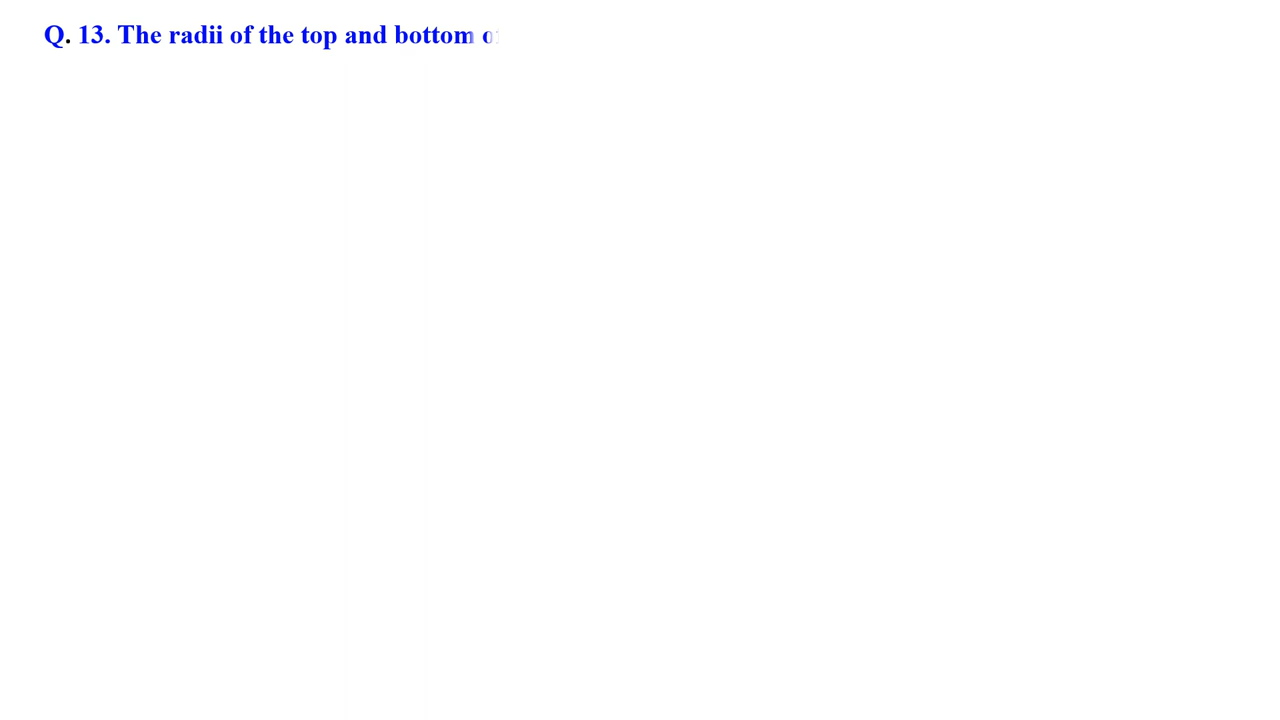 Q. 13. The radii of the top and bottom